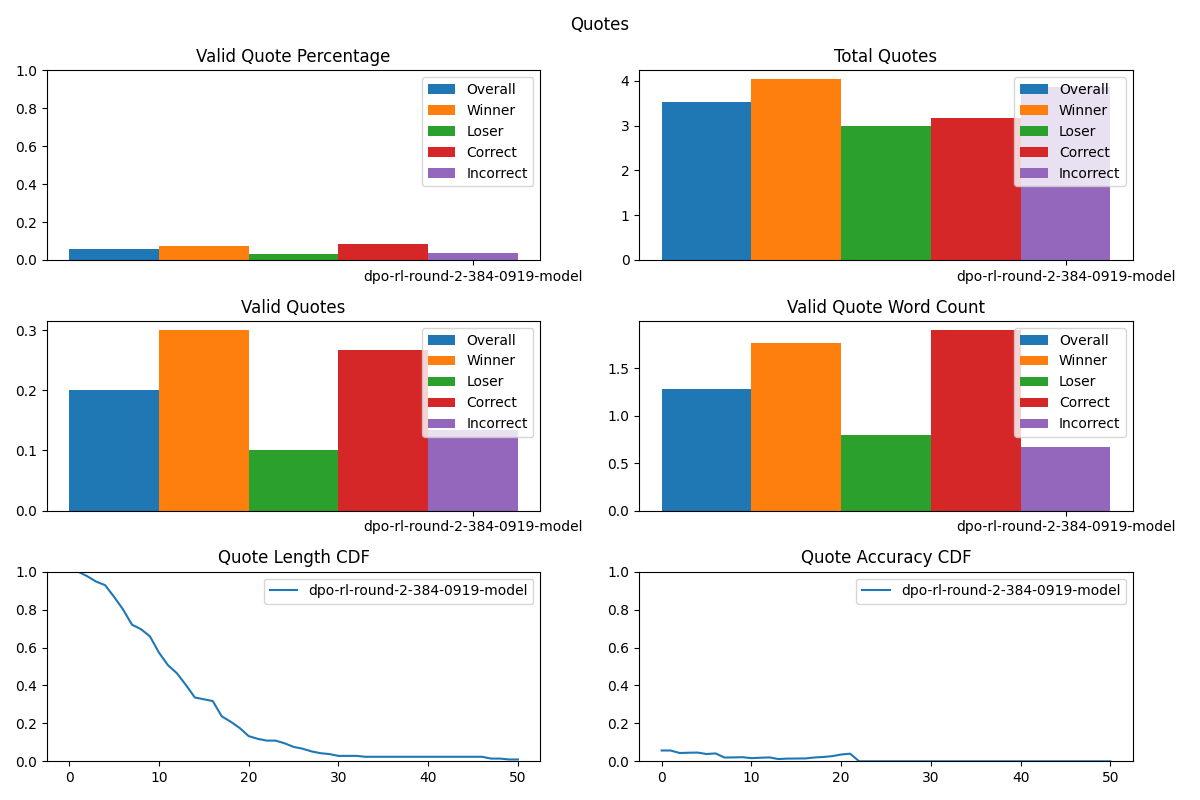 Quotes
Valid Quote Percentage
1.0
0.8
0.6
0.4
0.2
0.0
Overall
Winner
Loser
Correct
Incorrect
dpo-rl-round-2-384-0919-model
Total Quotes
4
3
2
1
0
Overall
Winner
Loser
Correct
Incorrect
dpo-rl-round-2-384-0919-model
Valid Quotes
0.3
0.2
0.1
0.0
Overall
Winner
Loser
Correct
Incorrect
dpo-rl-round-2-384-0919-model
Valid Quote Word Count
1.5
1.0
0.5
0.0
Overall
Winner
Loser
Correct
Incorrect
dpo-rl-round-2-384-0919-model
Quote Length CDF
1.0
0.8
0.6
0.4
0.2
0.0
dpo-rl-round-2-384-0919-model
0 10 20 30 40 50
Quote Accuracy CDF
1.0
0.8
0.6
0.4
0.2
0.0
dpo-rl-round-2-384-0919-model
0 10 20 30 40 50